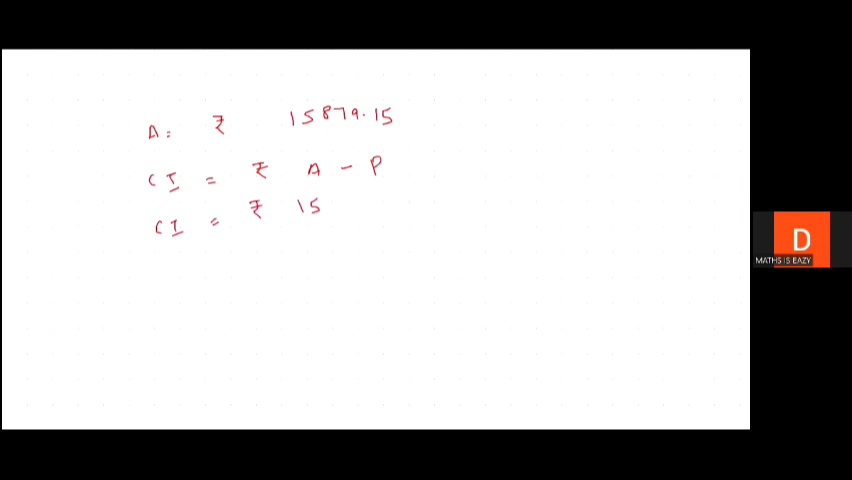 A = ₹ 15879.15
CI = ₹ A - P
CI = ₹ 15
D
MATHS IS EAZY